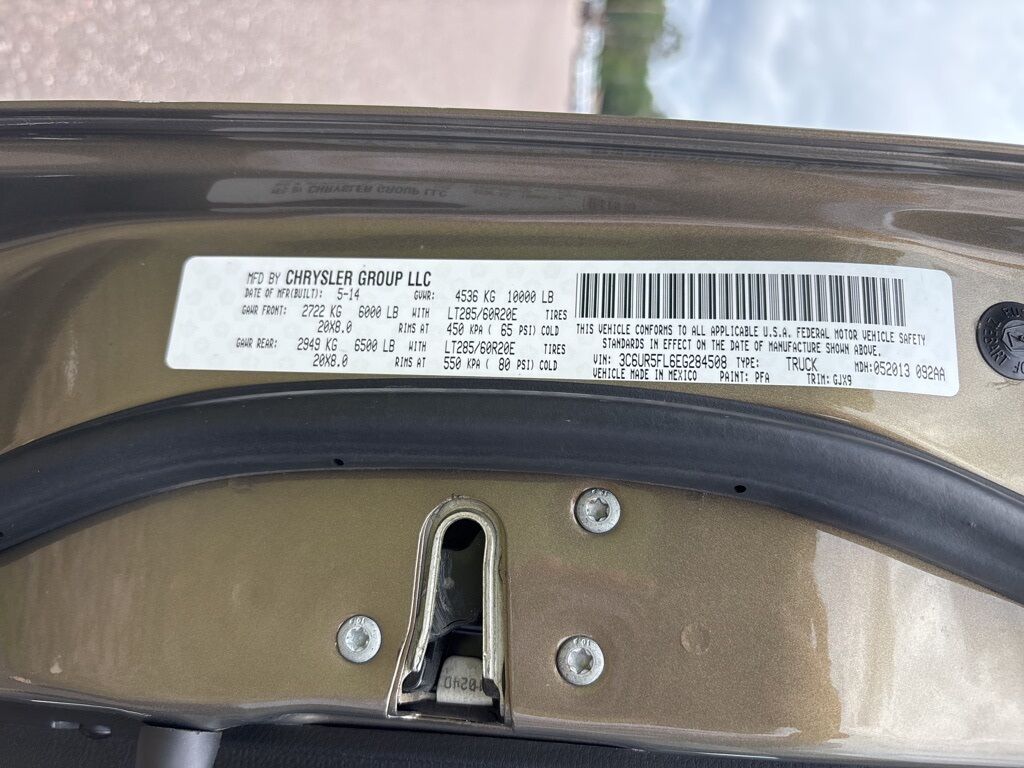 MFD BY CHRYSLER GROUP LLC
DATE OF MFR(BUILT): 5-14 GVWR: 4536 KG 10000 LB
GAWR FRONT: 2722 KG 6000 LB WITH LT285/60R20E TIRES
20X8.0 RIMS AT 450 KPA ( 65 PSI) COLD
GAWR REAR: 2949 KG 6500 LB WITH LT285/60R20E TIRES
20X8.0 RIMS AT 550 KPA ( 80 PSI) COLD
THIS VEHICLE CONFORMS TO ALL APPLICABLE U.S.A. FEDERAL MOTOR VEHICLE SAFETY
STANDARDS IN EFFECT ON THE DATE OF MANUFACTURE SHOWN ABOVE.
VIN: 3C6UR5FL6EG284508 TYPE: TRUCK MDH: 052013 092AA
VEHICLE MADE IN MEXICO PAINT: PFA TRIM: GJX9